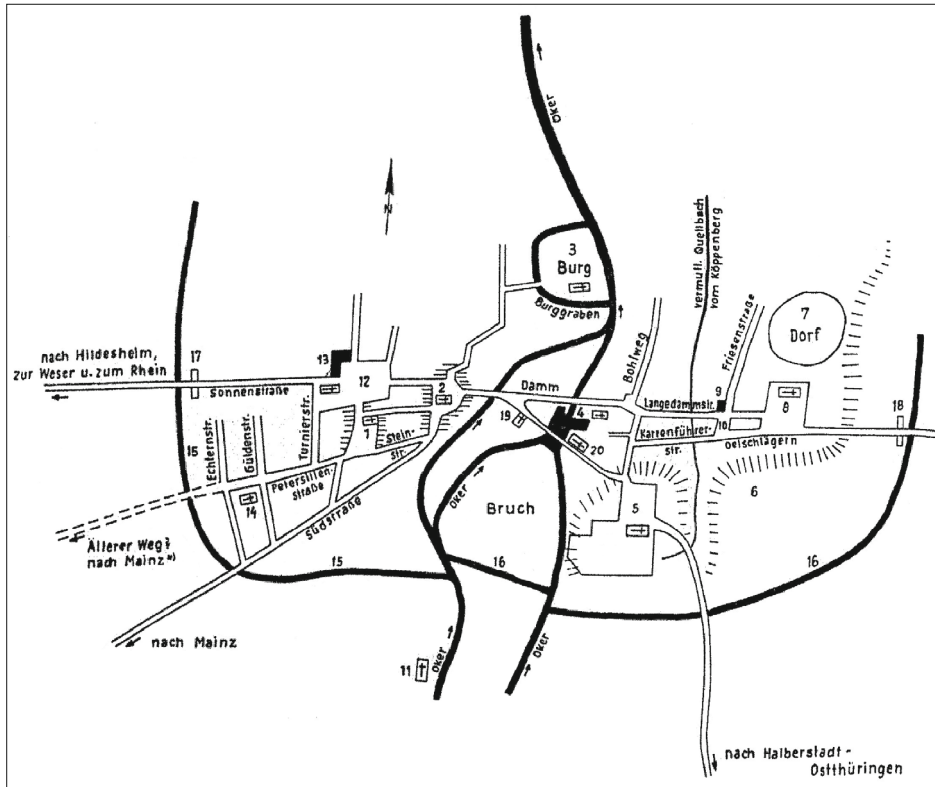 Oker
N
3
Burg
Burggraben
vermutl. Quellbach
vom Köppenberg
Friesenstraße
7
Dorf
nach Hildesheim,
zur Weser u. zum Rhein
17
Sonnenstraße
13
12
2
Damm
Bohlweg
Langedammstr.
9
8
18
Echternstr.
Güldenstr.
Turnierstr.
1
Stein-
str.
19
4
20
Karrenführer-
str.
10
Oelschlägern
15
Petersilien-
straße
14
Südstraße
Oker
Bruch
5
6
Ällerer Weg?
nach Mainz*)
15
16
16
nach Mainz
11
Oker
Oker
nach Halberstadt-
Ostthüringen